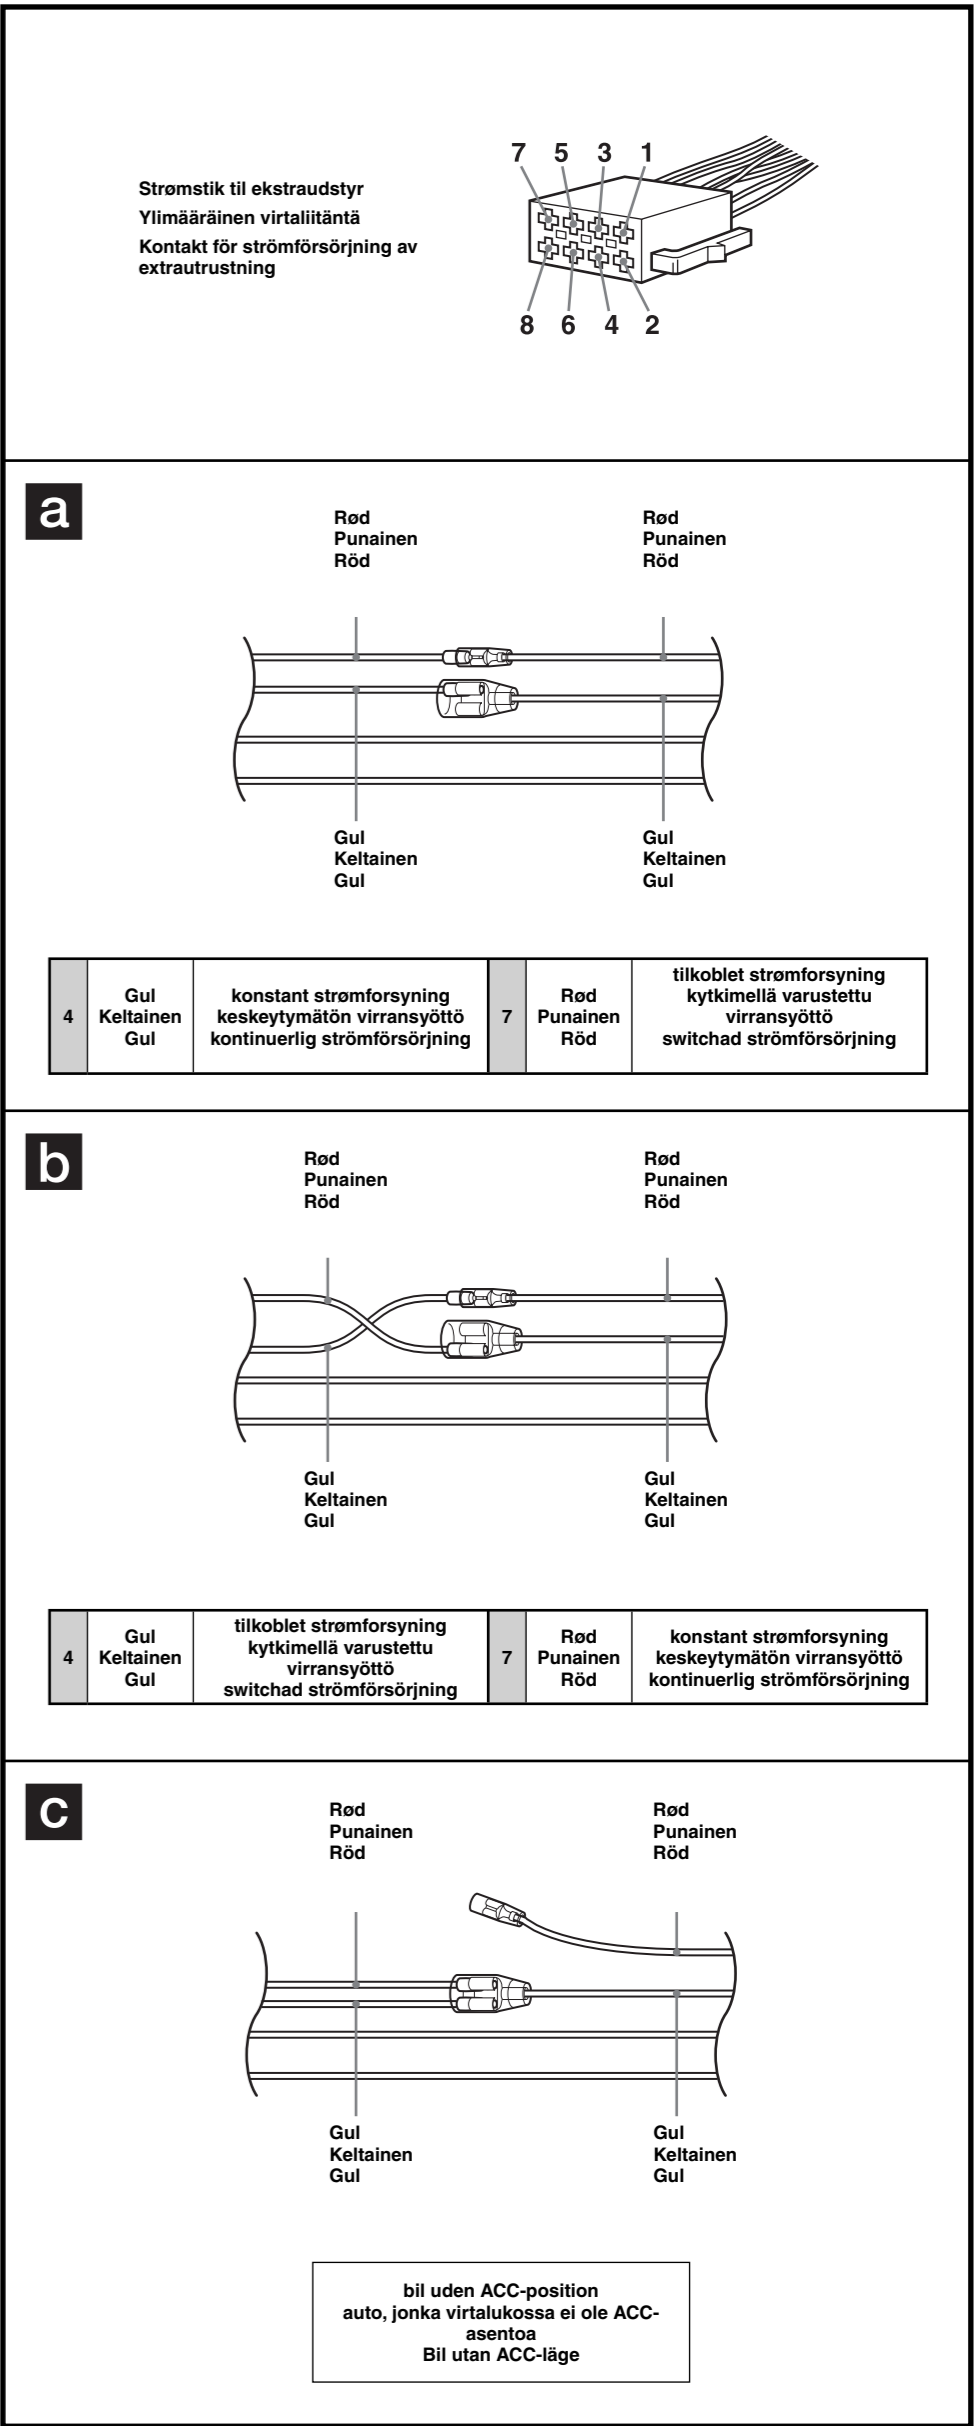 7 5 3 1
Strømstik til ekstraudstyr
Ylimääräinen virtaliitäntä
Kontakt för strömförsörjning av
extrautrustning
8 6 4 2
a
Rød
Punainen
Röd
Rød
Punainen
Röd
Gul
Keltainen
Gul
Gul
Keltainen
Gul
4
Gul
Keltainen
Gul
konstant strømforsyning
keskeytymätön virransyöttö
kontinuerlig strömförsörjning
7
Rød
Punainen
Röd
tilkoblet strømforsyning
kytkimellä varustettu
virransyöttö
switchad strömförsörjning
b
Rød
Punainen
Röd
Rød
Punainen
Röd
Gul
Keltainen
Gul
Gul
Keltainen
Gul
4
Gul
Keltainen
Gul
tilkoblet strømforsyning
kytkimellä varustettu
virransyöttö
switchad strömförsörjning
7
Rød
Punainen
Röd
konstant strømforsyning
keskeytymätön virransyöttö
kontinuerlig strömförsörjning
c
Rød
Punainen
Röd
Rød
Punainen
Röd
Gul
Keltainen
Gul
Gul
Keltainen
Gul
bil uden ACC-position
auto, jonka virtalukossa ei ole ACC-
asentoa
Bil utan ACC-läge